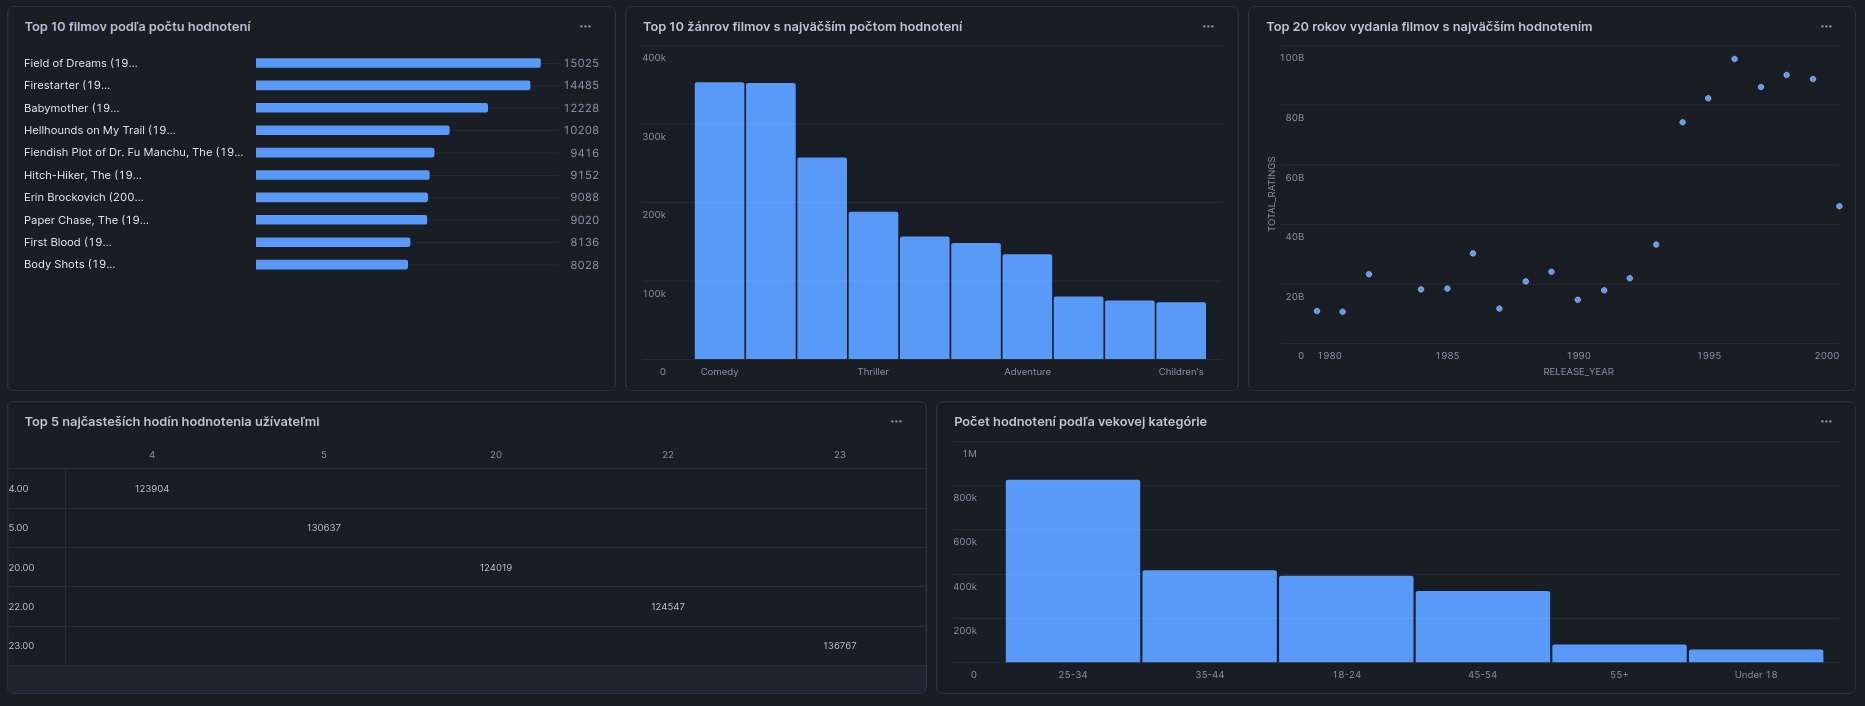 Top 10 filmov podľa počtu hodnotení
Field of Dreams (19... 15025
Firestarter (19... 14485
Babymother (19... 12228
Hellhounds on My Trail (19... 10208
Fiendish Plot of Dr. Fu Manchu, The (19... 9416
Hitch-Hiker, The (19... 9152
Erin Brockovich (200... 9088
Paper Chase, The (19... 9020
First Blood (19... 8136
Body Shots (19... 8028
Top 10 žánrov filmov s najväčším počtom hodnotení
400k
300k
200k
100k
0
Comedy Thriller Adventure Children's
Top 20 rokov vydania filmov s najväčším hodnotením
TOTAL_RATINGS
100B
80B
60B
40B
20B
0
1980 1985 1990 1995 2000
RELEASE_YEAR
Top 5 najčasteších hodín hodnotenia užívateľmi
4 5 20 22 23
4.00 123904
5.00 130637
20.00 124019
22.00 124547
23.00 136767
Počet hodnotení podľa vekovej kategórie
1M
800k
600k
400k
200k
0
25-34 35-44 18-24 45-54 55+ Under 18